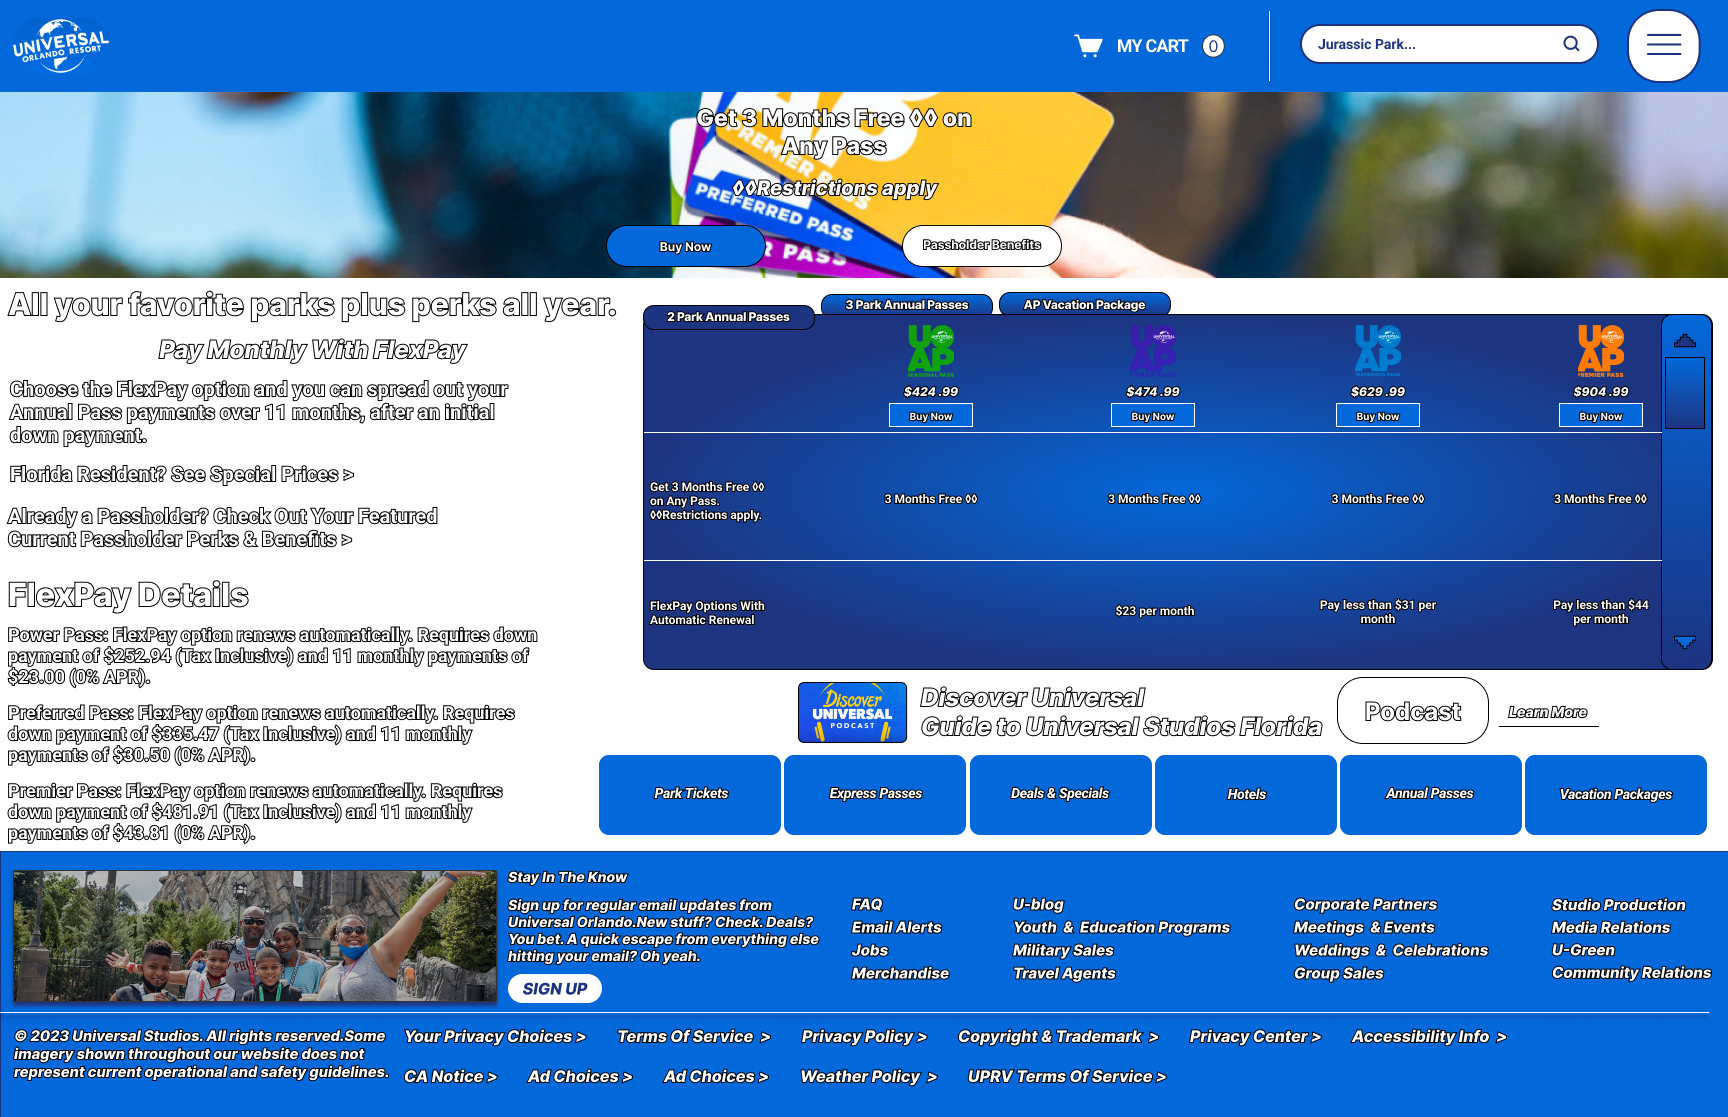 UNIVERSAL
ORLANDO RESORT
MY CART 0
Jurassic Park...
Get 3 Months Free ◊◊ on
Any Pass
◊◊Restrictions apply
PREFERRED PASS
PASS
Buy Now
Passholder Benefits
All your favorite parks plus perks all year.
Pay Monthly With FlexPay
Choose the FlexPay option and you can spread out your
Annual Pass payments over 11 months, after an initial
down payment.
Florida Resident? See Special Prices >
Already a Passholder? Check Out Your Featured
Current Passholder Perks & Benefits >
FlexPay Details
Power Pass: FlexPay option renews automatically. Requires down
payment of $252.94 (Tax Inclusive) and 11 monthly payments of
$23.00 (0% APR).
Preferred Pass: FlexPay option renews automatically. Requires
down payment of $335.47 (Tax Inclusive) and 11 monthly
payments of $30.50 (0% APR).
Premier Pass: FlexPay option renews automatically. Requires
down payment of $481.91 (Tax Inclusive) and 11 monthly
payments of $43.81 (0% APR).
2 Park Annual Passes
3 Park Annual Passes
AP Vacation Package
UOAP
SEASONAL PASS
UOAP
UOAP
UOAP
PREMIER PASS
$424 .99
$474 .99
$629 .99
$904 .99
Buy Now
Buy Now
Buy Now
Buy Now
Get 3 Months Free ◊◊
on Any Pass.
◊◊Restrictions apply.
3 Months Free ◊◊
3 Months Free ◊◊
3 Months Free ◊◊
3 Months Free ◊◊
FlexPay Options With
Automatic Renewal
$23 per month
Pay less than $31 per
month
Pay less than $44
per month
Discover
UNIVERSAL
PODCAST
Discover Universal
Guide to Universal Studios Florida
Podcast
Learn More
Park Tickets
Express Passes
Deals & Specials
Hotels
Annual Passes
Vacation Packages
Stay In The Know
Sign up for regular email updates from
Universal Orlando.New stuff? Check. Deals?
You bet. A quick escape from everything else
hitting your email? Oh yeah.
SIGN UP
FAQ
Email Alerts
Jobs
Merchandise
U-blog
Youth & Education Programs
Military Sales
Travel Agents
Corporate Partners
Meetings & Events
Weddings & Celebrations
Group Sales
Studio Production
Media Relations
U-Green
Community Relations
© 2023 Universal Studios. All rights reserved.Some
imagery shown throughout our website does not
represent current operational and safety guidelines.
Your Privacy Choices >
Terms Of Service >
Privacy Policy >
Copyright & Trademark >
Privacy Center >
Accessibility Info >
CA Notice >
Ad Choices >
Ad Choices >
Weather Policy >
UPRV Terms Of Service >